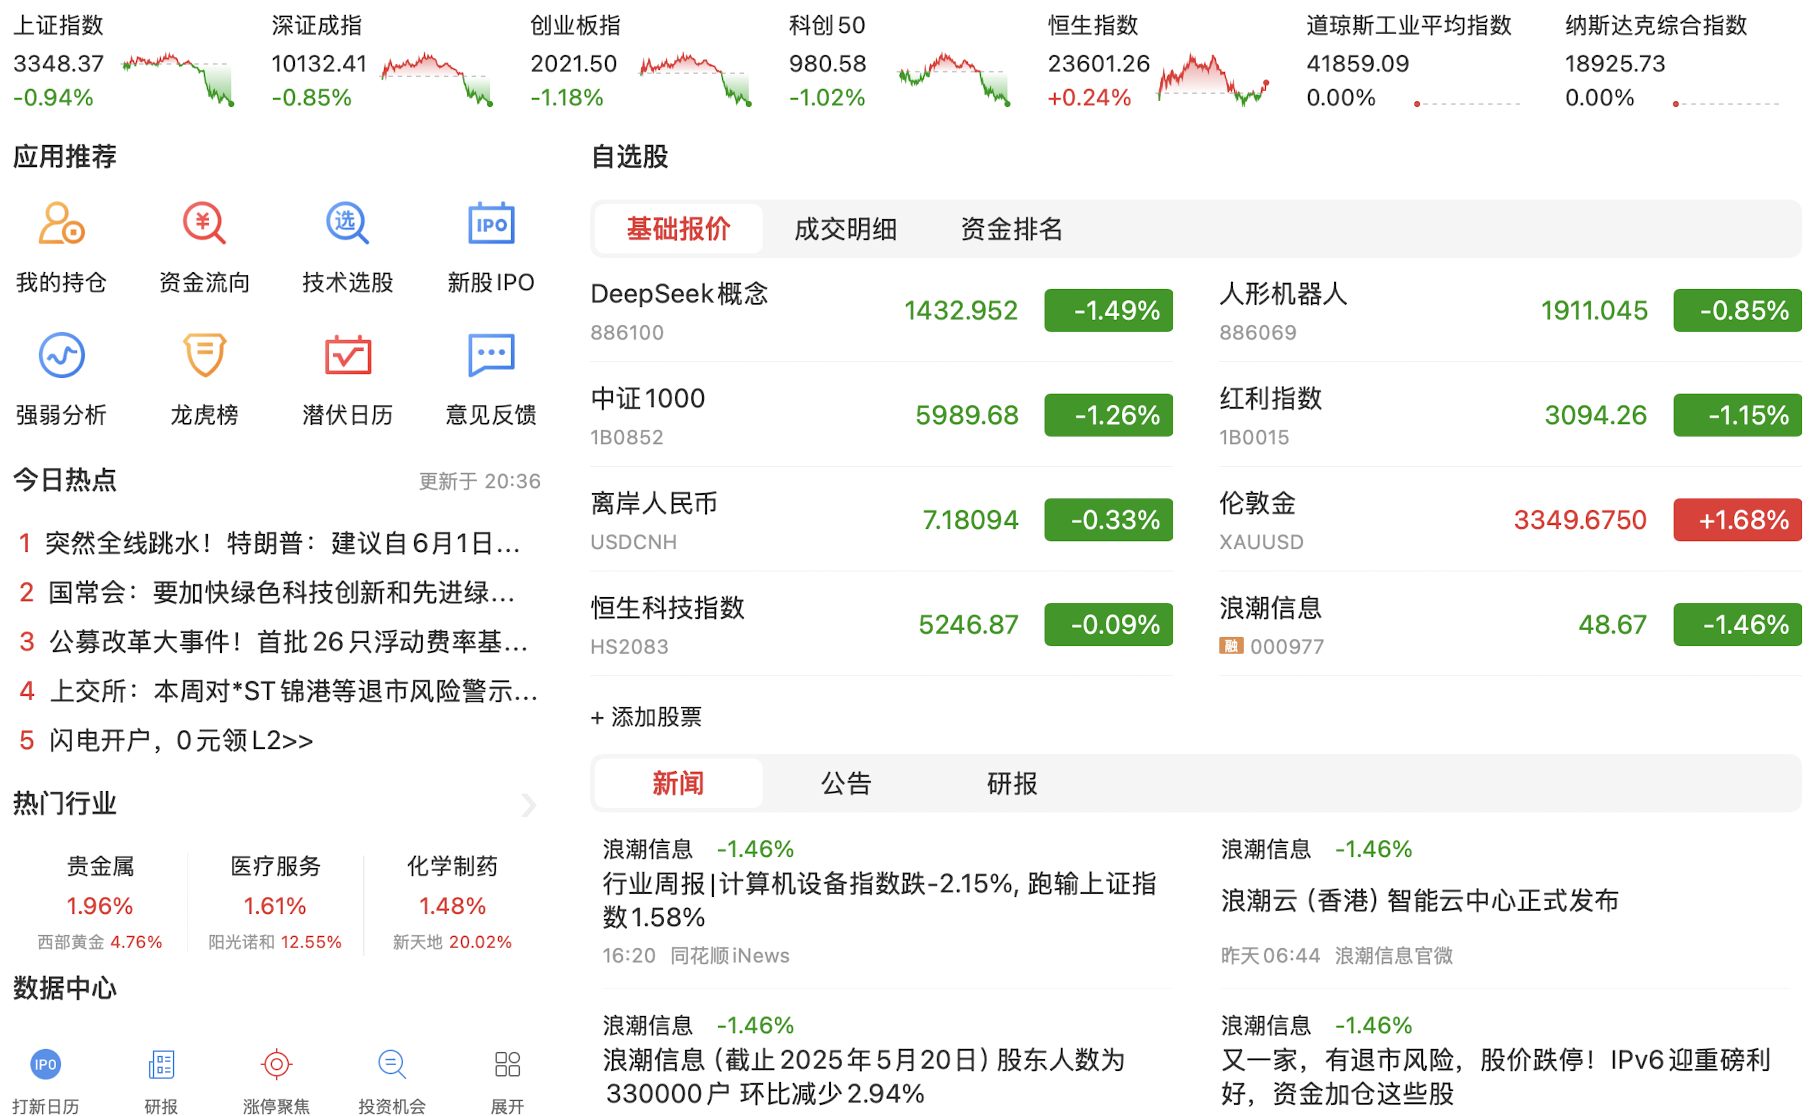 上证指数
3348.37
-0.94%
深证成指
10132.41
-0.85%
创业板指
2021.50
-1.18%
科创50
980.58
-1.02%
恒生指数
23601.26
+0.24%
道琼斯工业平均指数
41859.09
0.00%
纳斯达克综合指数
18925.73
0.00%
应用推荐
我的持仓
资金流向
选
技术选股
IPO
新股IPO
强弱分析
龙虎榜
潜伏日历
意见反馈
今日热点
更新于 20:36
1 突然全线跳水！特朗普：建议自6月1日...
2 国常会：要加快绿色科技创新和先进绿...
3 公募改革大事件！首批26只浮动费率基...
4 上交所：本周对*ST锦港等退市风险警示...
5 闪电开户，0元领L2>>
热门行业
贵金属
1.96%
西部黄金 4.76%
医疗服务
1.61%
阳光诺和 12.55%
化学制药
1.48%
新天地 20.02%
数据中心
IPO
打新日历
研报
涨停聚焦
投资机会
展开
自选股
基础报价
成交明细
资金排名
DeepSeek概念
886100
1432.952
-1.49%
人形机器人
886069
1911.045
-0.85%
中证1000
1B0852
5989.68
-1.26%
红利指数
1B0015
3094.26
-1.15%
离岸人民币
USDCNH
7.18094
-0.33%
伦敦金
XAUUSD
3349.6750
+1.68%
恒生科技指数
HS2083
5246.87
-0.09%
浪潮信息
融 000977
48.67
-1.46%
+ 添加股票
新闻
公告
研报
浪潮信息 -1.46%
行业周报|计算机设备指数跌-2.15%, 跑输上证指
数1.58%
16:20 同花顺iNews
浪潮信息 -1.46%
浪潮云（香港）智能云中心正式发布
昨天06:44 浪潮信息官微
浪潮信息 -1.46%
浪潮信息（截止2025年5月20日）股东人数为
330000户 环比减少2.94%
浪潮信息 -1.46%
又一家，有退市风险，股价跌停！IPv6迎重磅利
好，资金加仓这些股